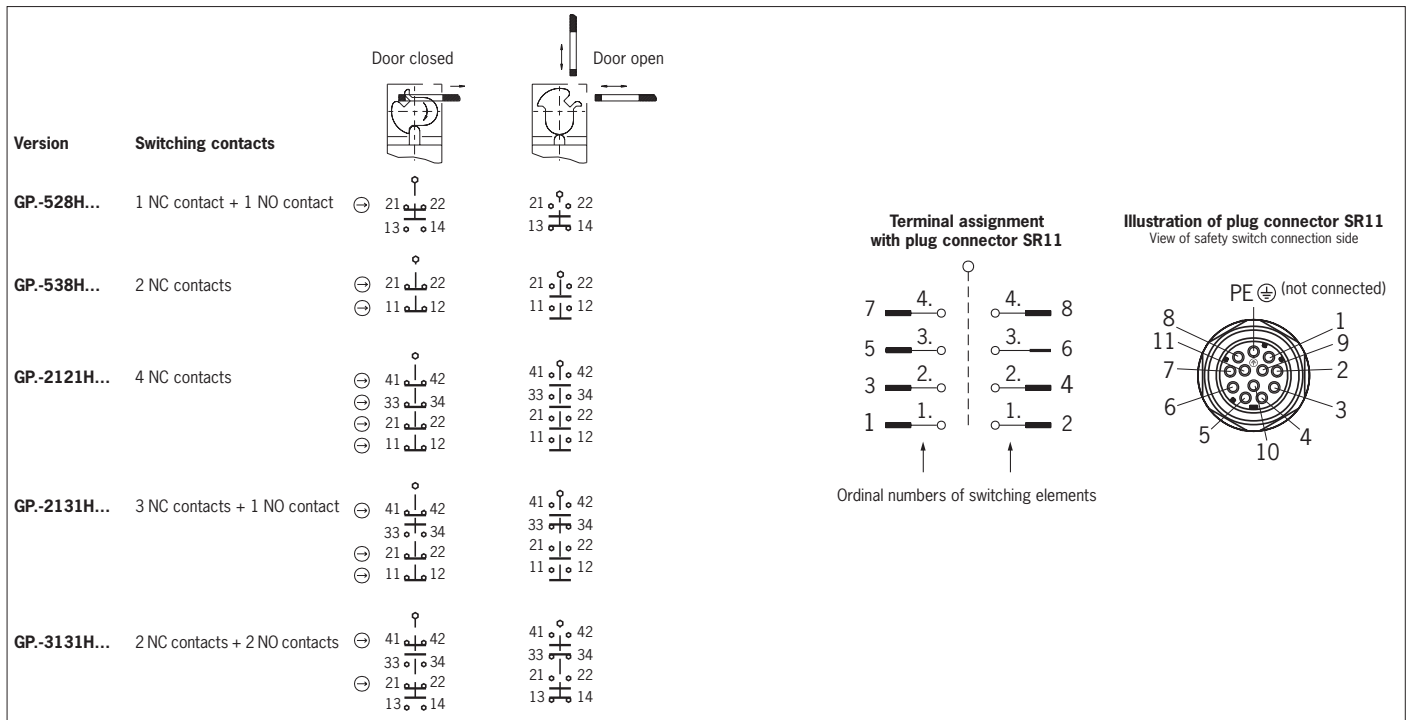 Door closed
Door open
Version Switching contacts
GP.-528H... 1 NC contact + 1 NO contact
21 22
13 14
21 22
13 14
GP.-538H... 2 NC contacts
21 22
11 12
21 22
11 12
GP.-2121H... 4 NC contacts
41 42
33 34
21 22
11 12
41 42
33 34
21 22
11 12
GP.-2131H... 3 NC contacts + 1 NO contact
41 42
33 34
21 22
11 12
41 42
33 34
21 22
11 12
GP.-3131H... 2 NC contacts + 2 NO contacts
41 42
33 34
21 22
13 14
41 42
33 34
21 22
13 14
Terminal assignment
with plug connector SR11
7 4. 4. 8
5 3. 3. 6
3 2. 2. 4
1 1. 1. 2
Ordinal numbers of switching elements
Illustration of plug connector SR11
View of safety switch connection side
PE (not connected)
8 1
11 9
7 2
6 3
5 4
10